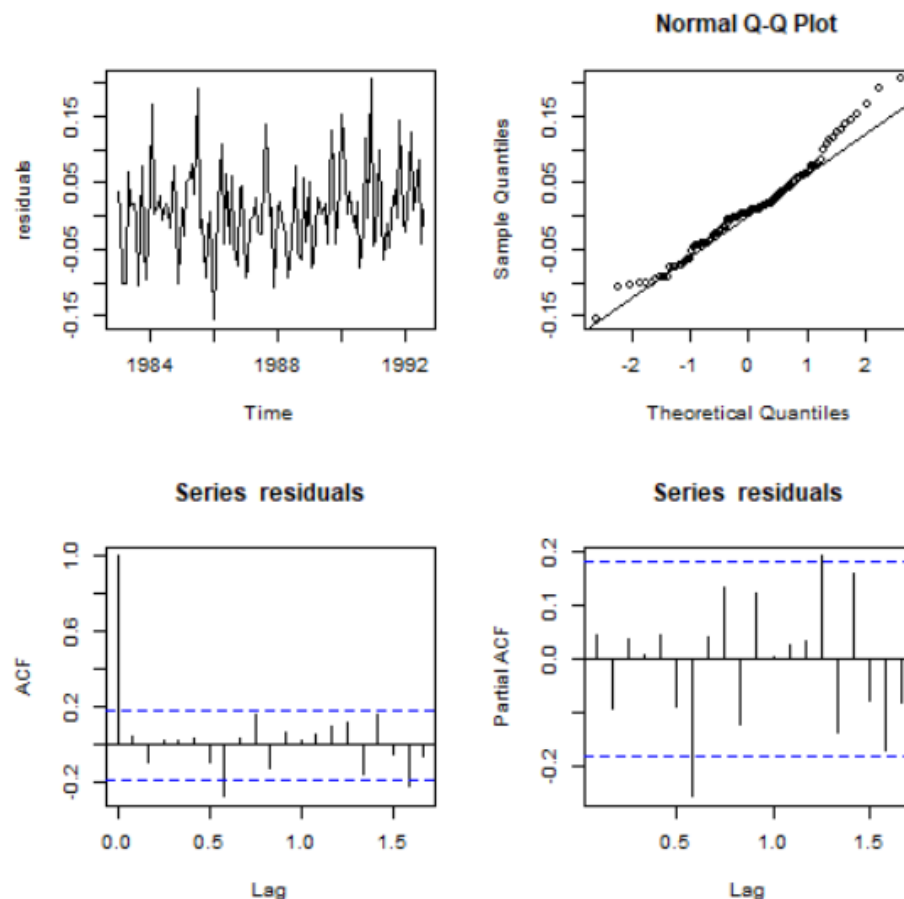 Normal Q-Q Plot
residuals
-0.15 -0.05 0.05 0.15
1984 1988 1992
Time
Sample Quantiles
-0.15 -0.05 0.05 0.15
-2 -1 0 1 2
Theoretical Quantiles
Series residuals
ACF
-0.2 0.2 0.6 1.0
0.0 0.5 1.0 1.5
Lag
Series residuals
Partial ACF
-0.2 0.0 0.1 0.2
0.5 1.0 1.5
Lag